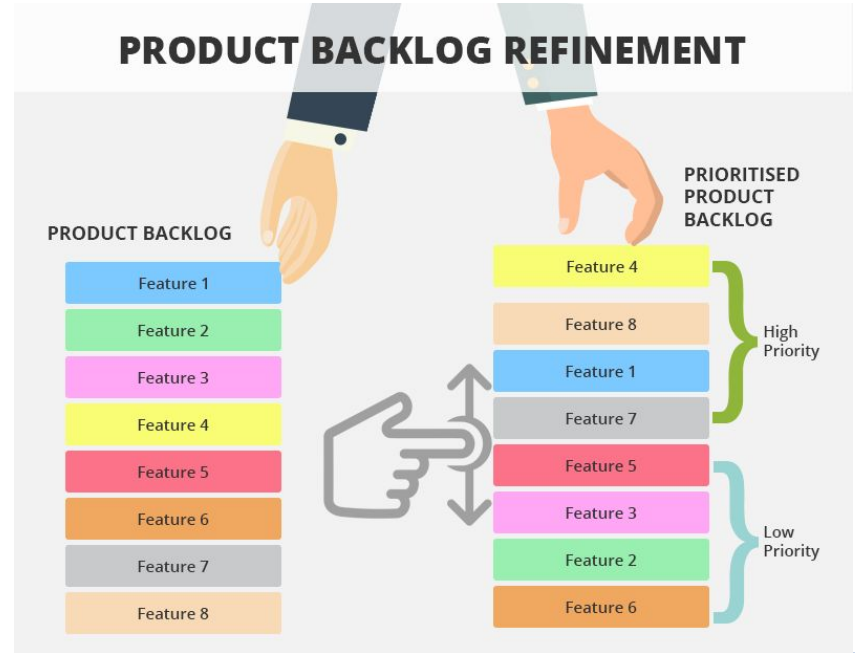 PRODUCT BACKLOG REFINEMENT
PRODUCT BACKLOG
Feature 1
Feature 2
Feature 3
Feature 4
Feature 5
Feature 6
Feature 7
Feature 8
PRIORITISED
PRODUCT
BACKLOG
Feature 4
Feature 8
Feature 1
Feature 7
High
Priority
Feature 5
Feature 3
Feature 2
Feature 6
Low
Priority